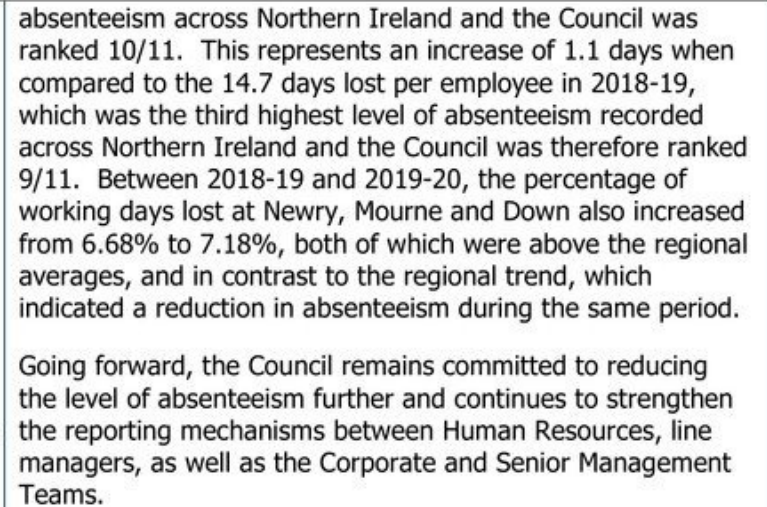 absenteeism across Northern Ireland and the Council was
ranked 10/11.  This represents an increase of 1.1 days when
compared to the 14.7 days lost per employee in 2018-19,
which was the third highest level of absenteeism recorded
across Northern Ireland and the Council was therefore ranked
9/11.  Between 2018-19 and 2019-20, the percentage of
working days lost at Newry, Mourne and Down also increased
from 6.68% to 7.18%, both of which were above the regional
averages, and in contrast to the regional trend, which
indicated a reduction in absenteeism during the same period.

Going forward, the Council remains committed to reducing
the level of absenteeism further and continues to strengthen
the reporting mechanisms between Human Resources, line
managers, as well as the Corporate and Senior Management
Teams.